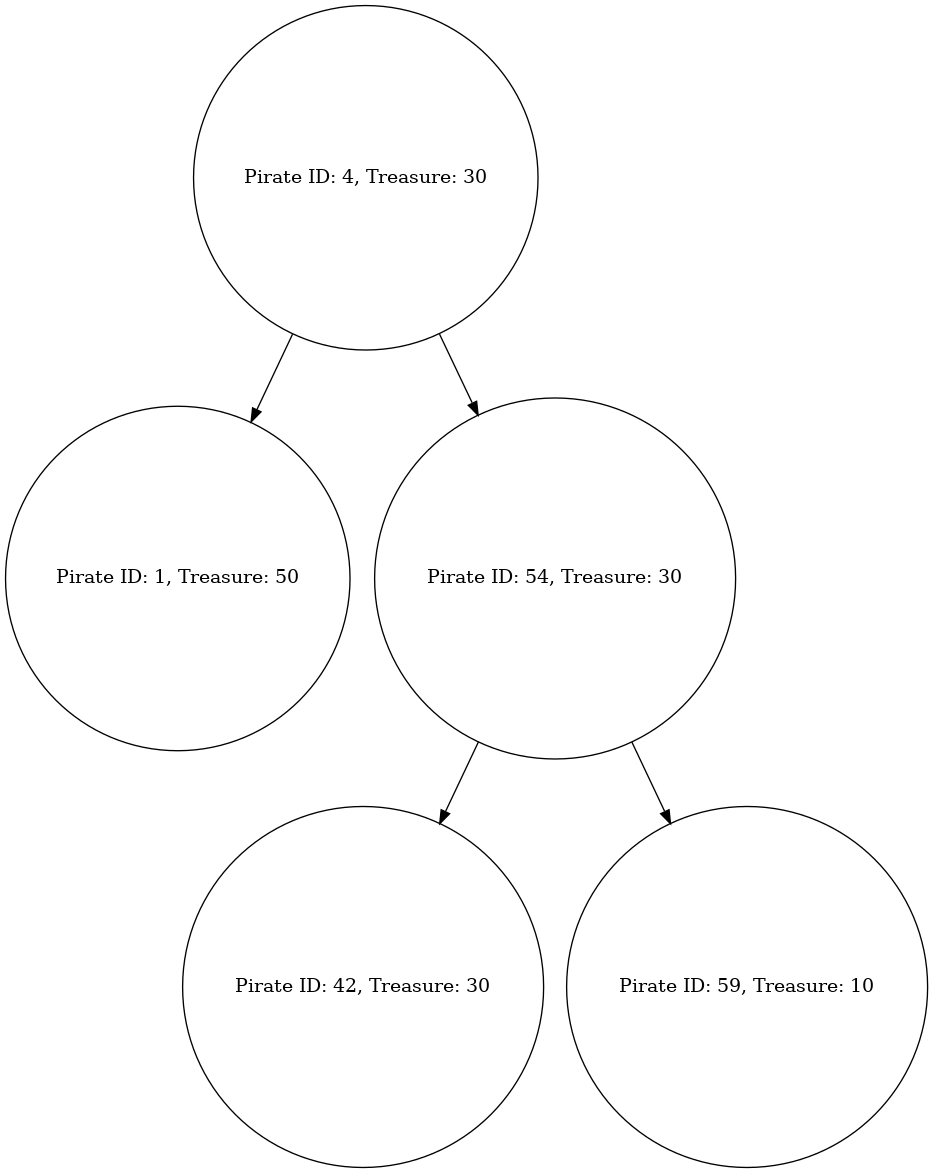 Pirate ID: 4, Treasure: 30
Pirate ID: 1, Treasure: 50
Pirate ID: 54, Treasure: 30
Pirate ID: 42, Treasure: 30
Pirate ID: 59, Treasure: 10